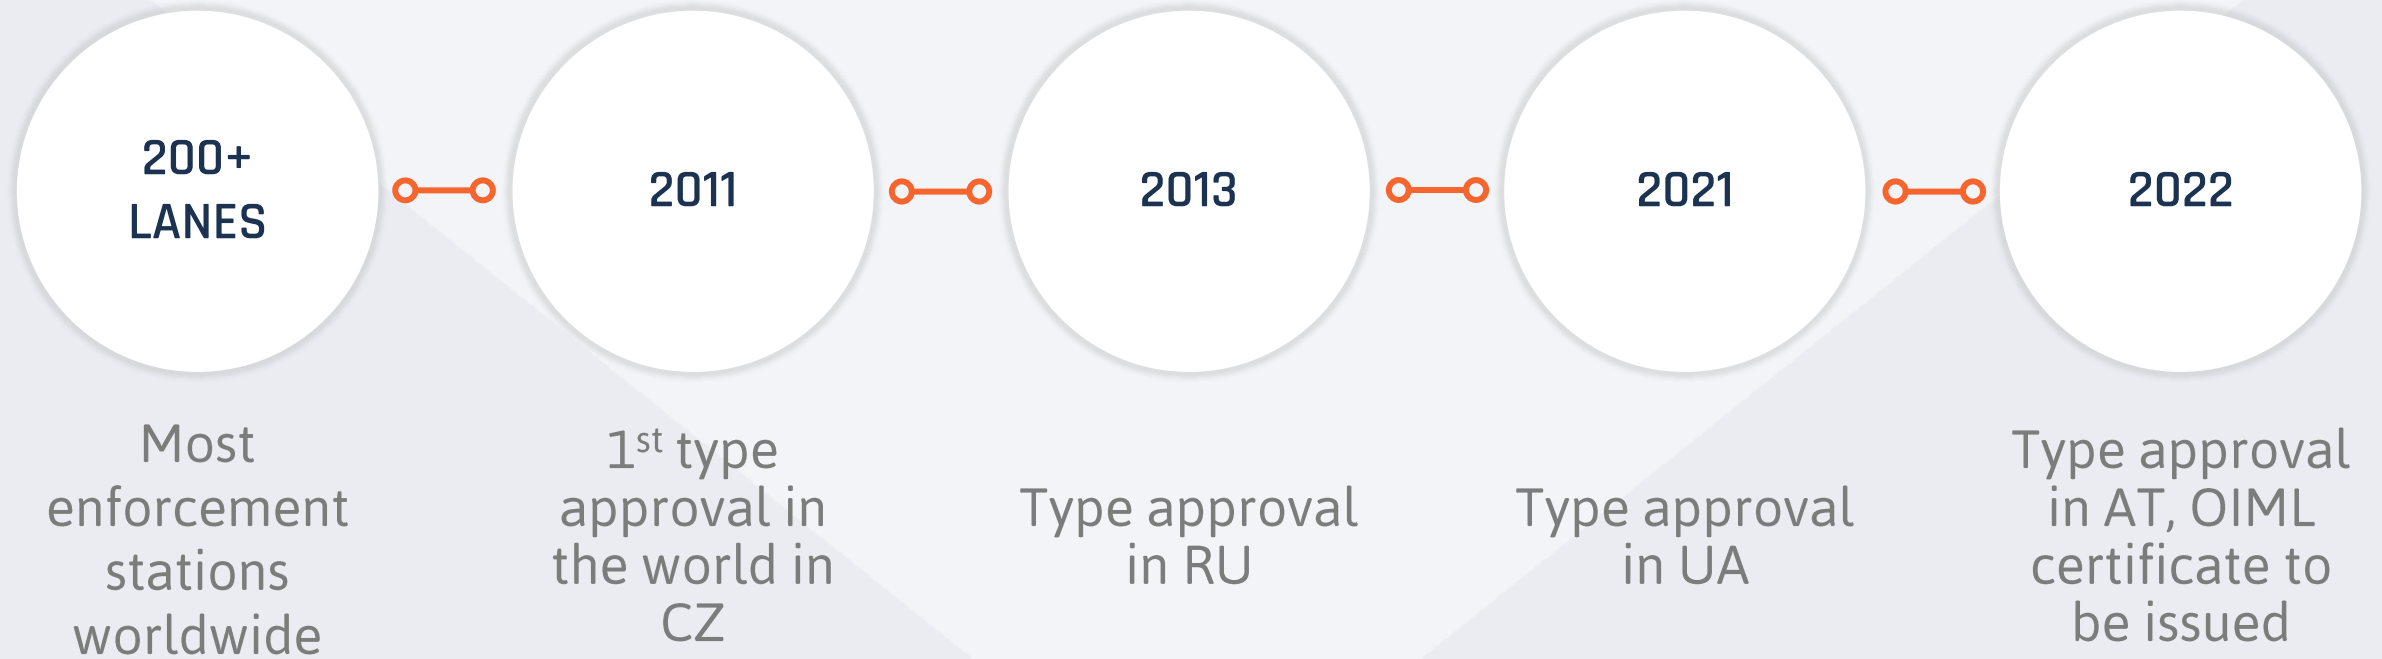 200+
LANES
Most
enforcement
stations
worldwide
2011
1st type
approval in
the world in
CZ
2013
Type approval
in RU
2021
Type approval
in UA
2022
Type approval
in AT, OIML
certificate to
be issued